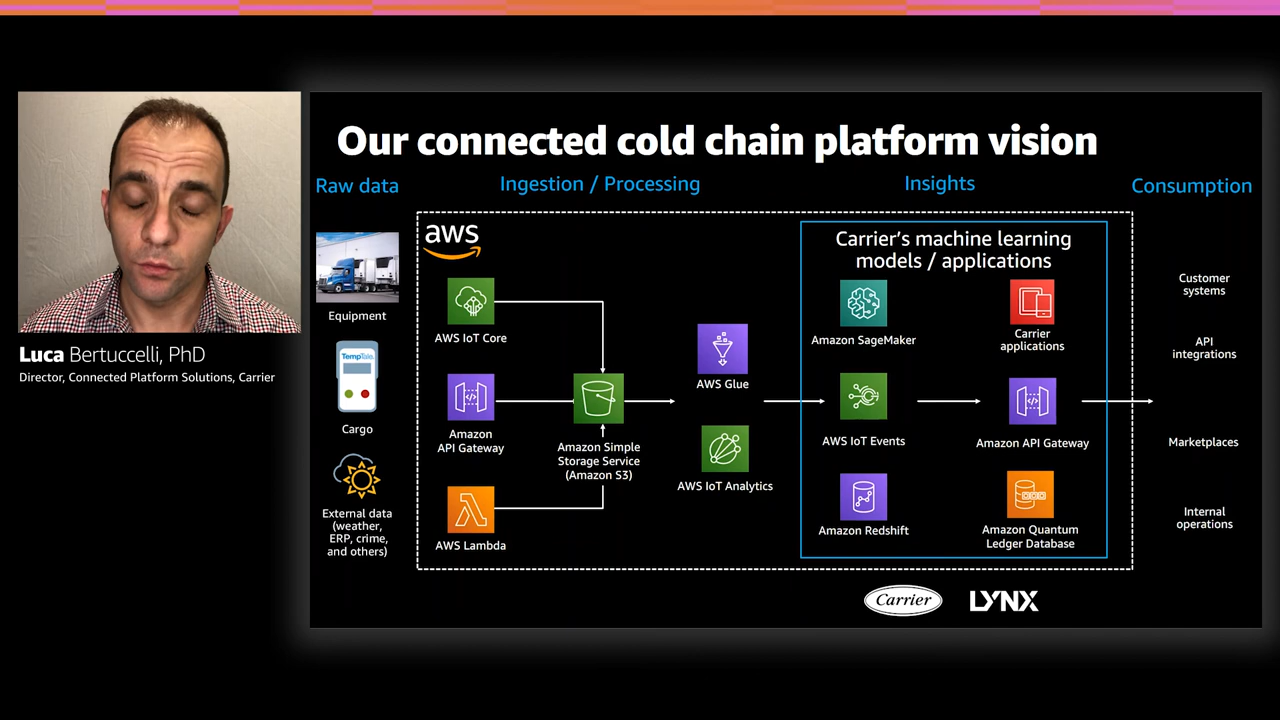 Our connected cold chain platform vision
Raw data
Ingestion / Processing
Insights
Consumption
Luca Bertuccelli, PhD
Director, Connected Platform Solutions, Carrier
Equipment
TempTale
Cargo
External data
(weather,
ERP, crime,
and others)
aws
AWS IoT Core
Amazon
API Gateway
AWS Lambda
Amazon Simple
Storage Service
(Amazon S3)
AWS Glue
AWS IoT Analytics
Carrier's machine learning
models / applications
Amazon SageMaker
AWS IoT Events
Amazon Redshift
Carrier
applications
Amazon API Gateway
Amazon Quantum
Ledger Database
Customer
systems
API
integrations
Marketplaces
Internal
operations
Carrier
LYNX